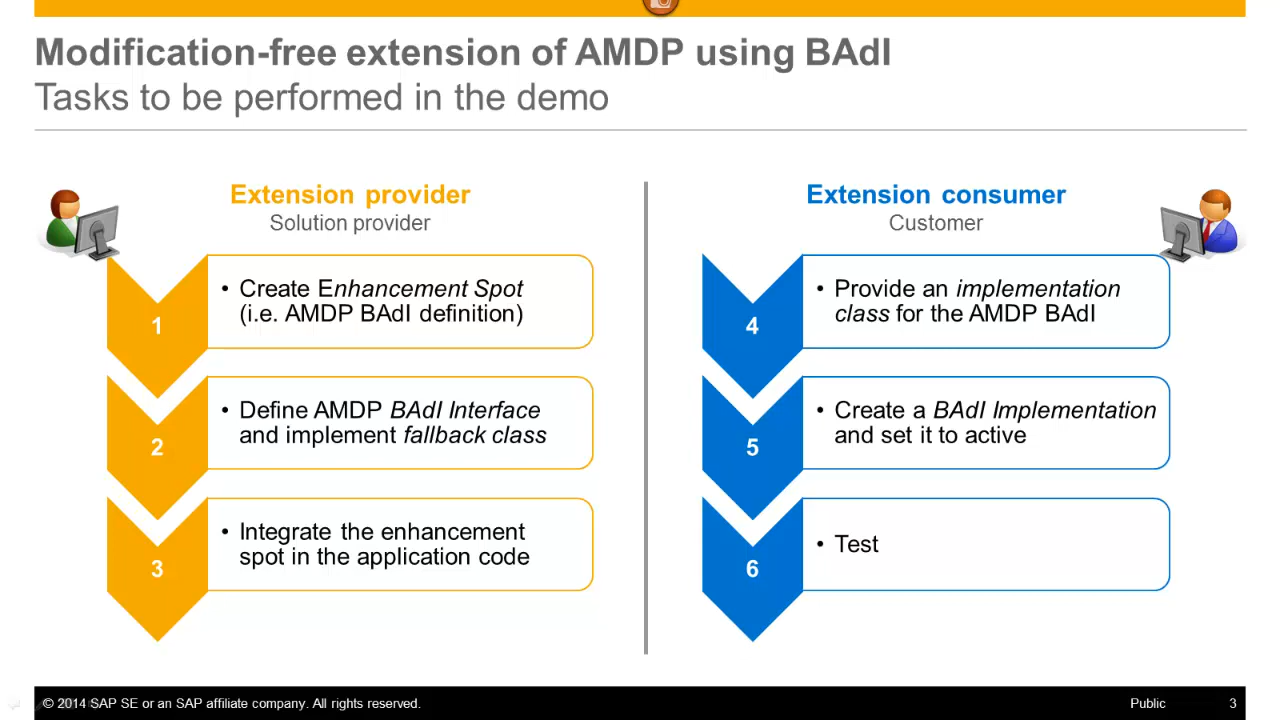 Modification-free extension of AMDP using BAdI
Tasks to be performed in the demo
Extension provider
Solution provider
1
• Create Enhancement Spot
(i.e. AMDP BAdI definition)
2
• Define AMDP BAdI Interface
and implement fallback class
3
• Integrate the enhancement
spot in the application code
Extension consumer
Customer
4
• Provide an implementation
class for the AMDP BAdI
5
• Create a BAdI Implementation
and set it to active
6
• Test
© 2014 SAP SE or an SAP affiliate company. All rights reserved.
Public
3